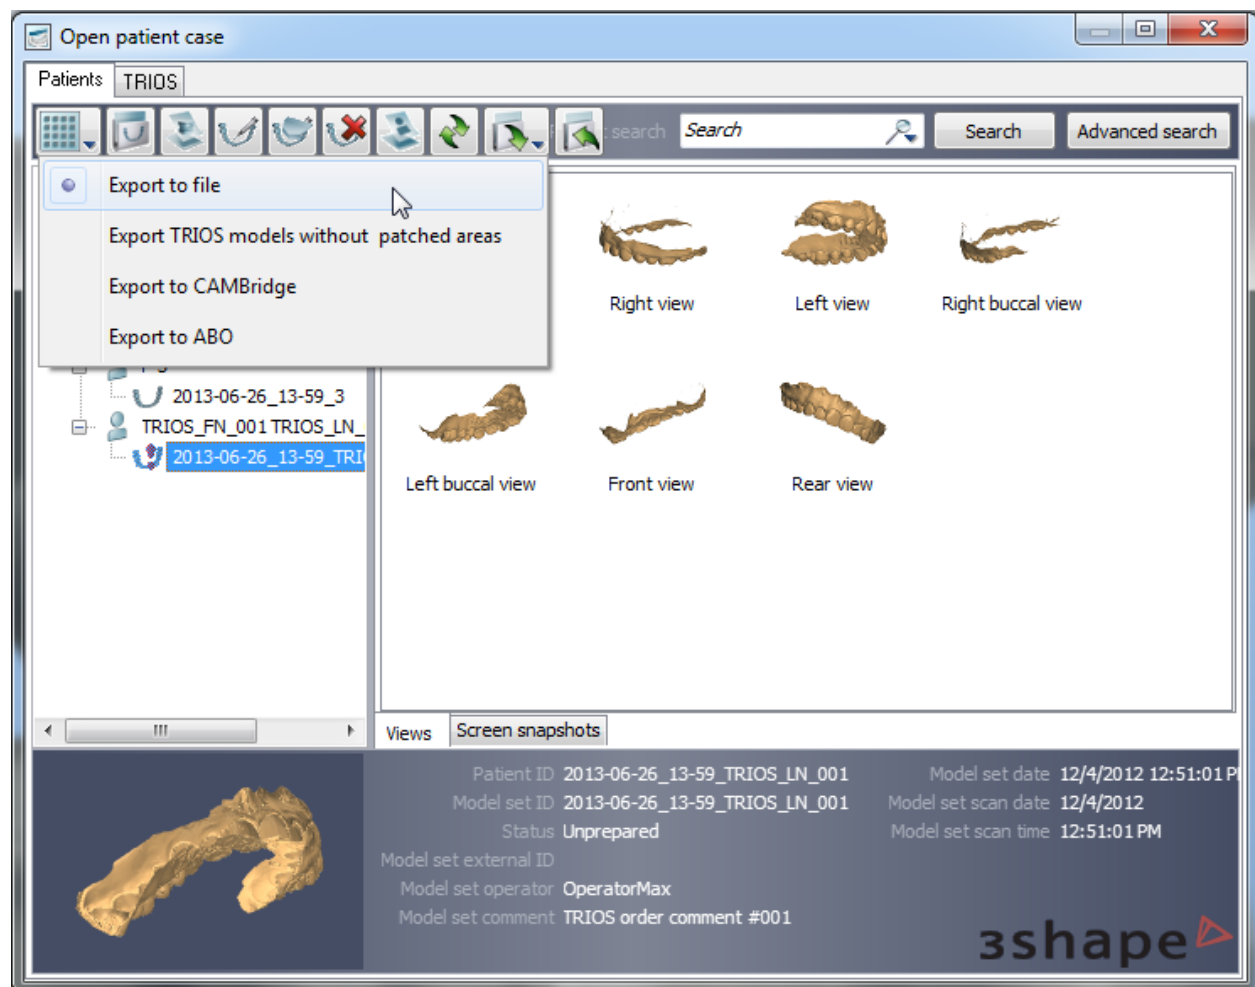 Open patient case
Patients TRIOS
search Search Search Advanced search
Export to file
Export TRIOS models without patched areas
Export to CAMBridge
Export to ABO
Right view Left view Right buccal view
2013-06-26_13-59_3
TRIOS_FN_001 TRIOS_LN_
2013-06-26_13-59_TRI
Left buccal view Front view Rear view
Views Screen snapshots
Patient ID 2013-06-26_13-59_TRIOS_LN_001 Model set date 12/4/2012 12:51:01 P
Model set ID 2013-06-26_13-59_TRIOS_LN_001 Model set scan date 12/4/2012
Status Unprepared Model set scan time 12:51:01 PM
Model set external ID
Model set operator OperatorMax
Model set comment TRIOS order comment #001
3shape